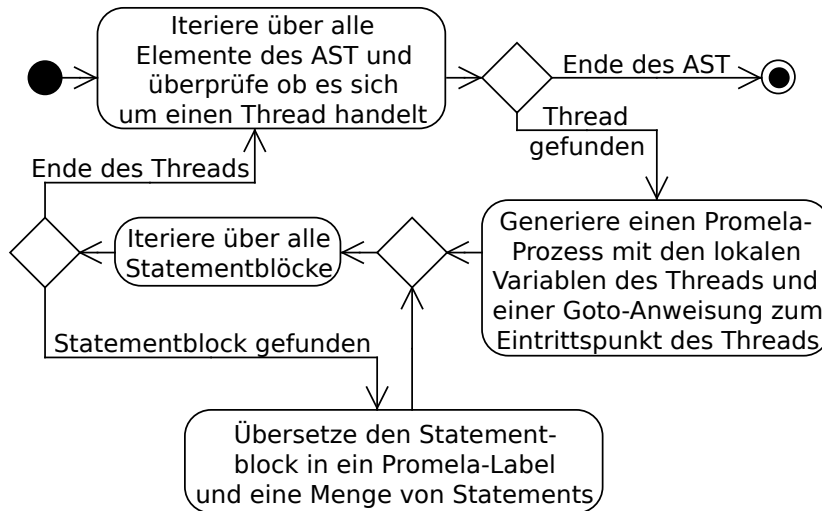 Iteriere über alle
Elemente des AST und
überprüfe ob es sich
um einen Thread handelt
Ende des AST
Thread
gefunden
Ende des Threads
Iteriere über alle
Statementblöcke
Generiere einen Promela-
Prozess mit den lokalen
Variablen des Threads und
einer Goto-Anweisung zum
Eintrittspunkt des Threads
Statementblock gefunden
Übersetze den Statement-
block in ein Promela-Label
und eine Menge von Statements